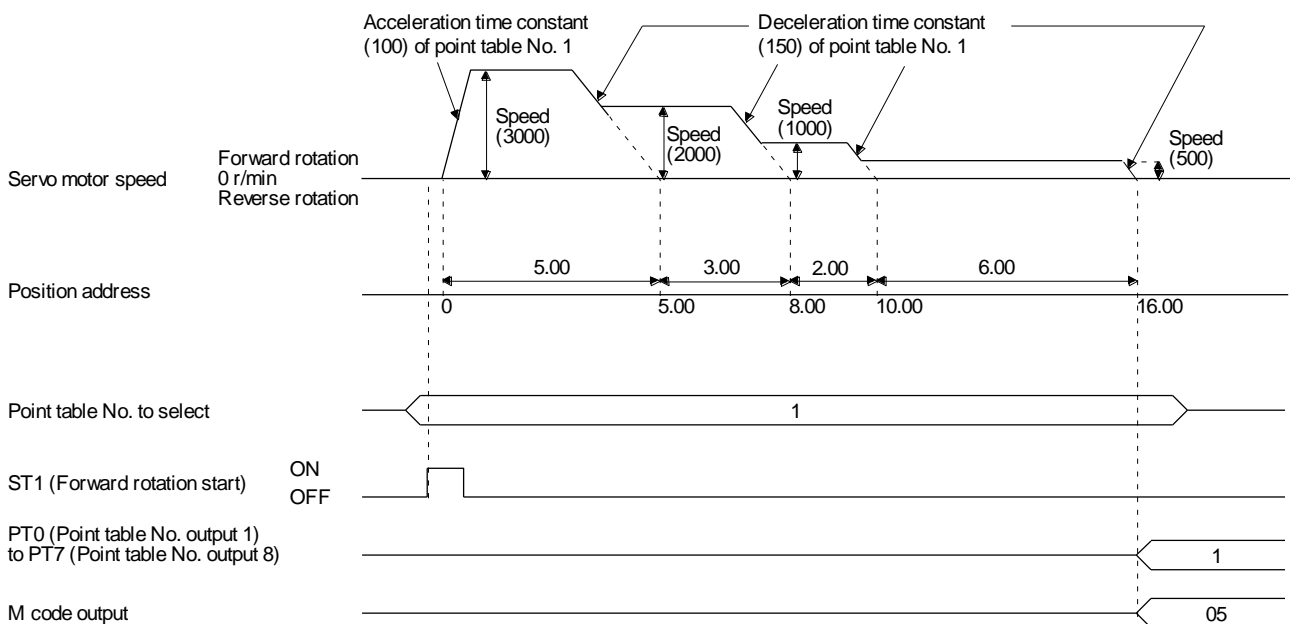 Acceleration time constant
(100) of point table No. 1
Deceleration time constant
(150) of point table No. 1
Speed
(3000)
Speed
(2000)
Speed
(1000)
Speed
(500)
Servo motor speed
Forward rotation
0 r/min
Reverse rotation
5.00
3.00
2.00
6.00
Position address
0
5.00
8.00
10.00
16.00
Point table No. to select
1
ST1 (Forward rotation start)
ON
OFF
PT0 (Point table No. output 1)
to PT7 (Point table No. output 8)
1
M code output
05